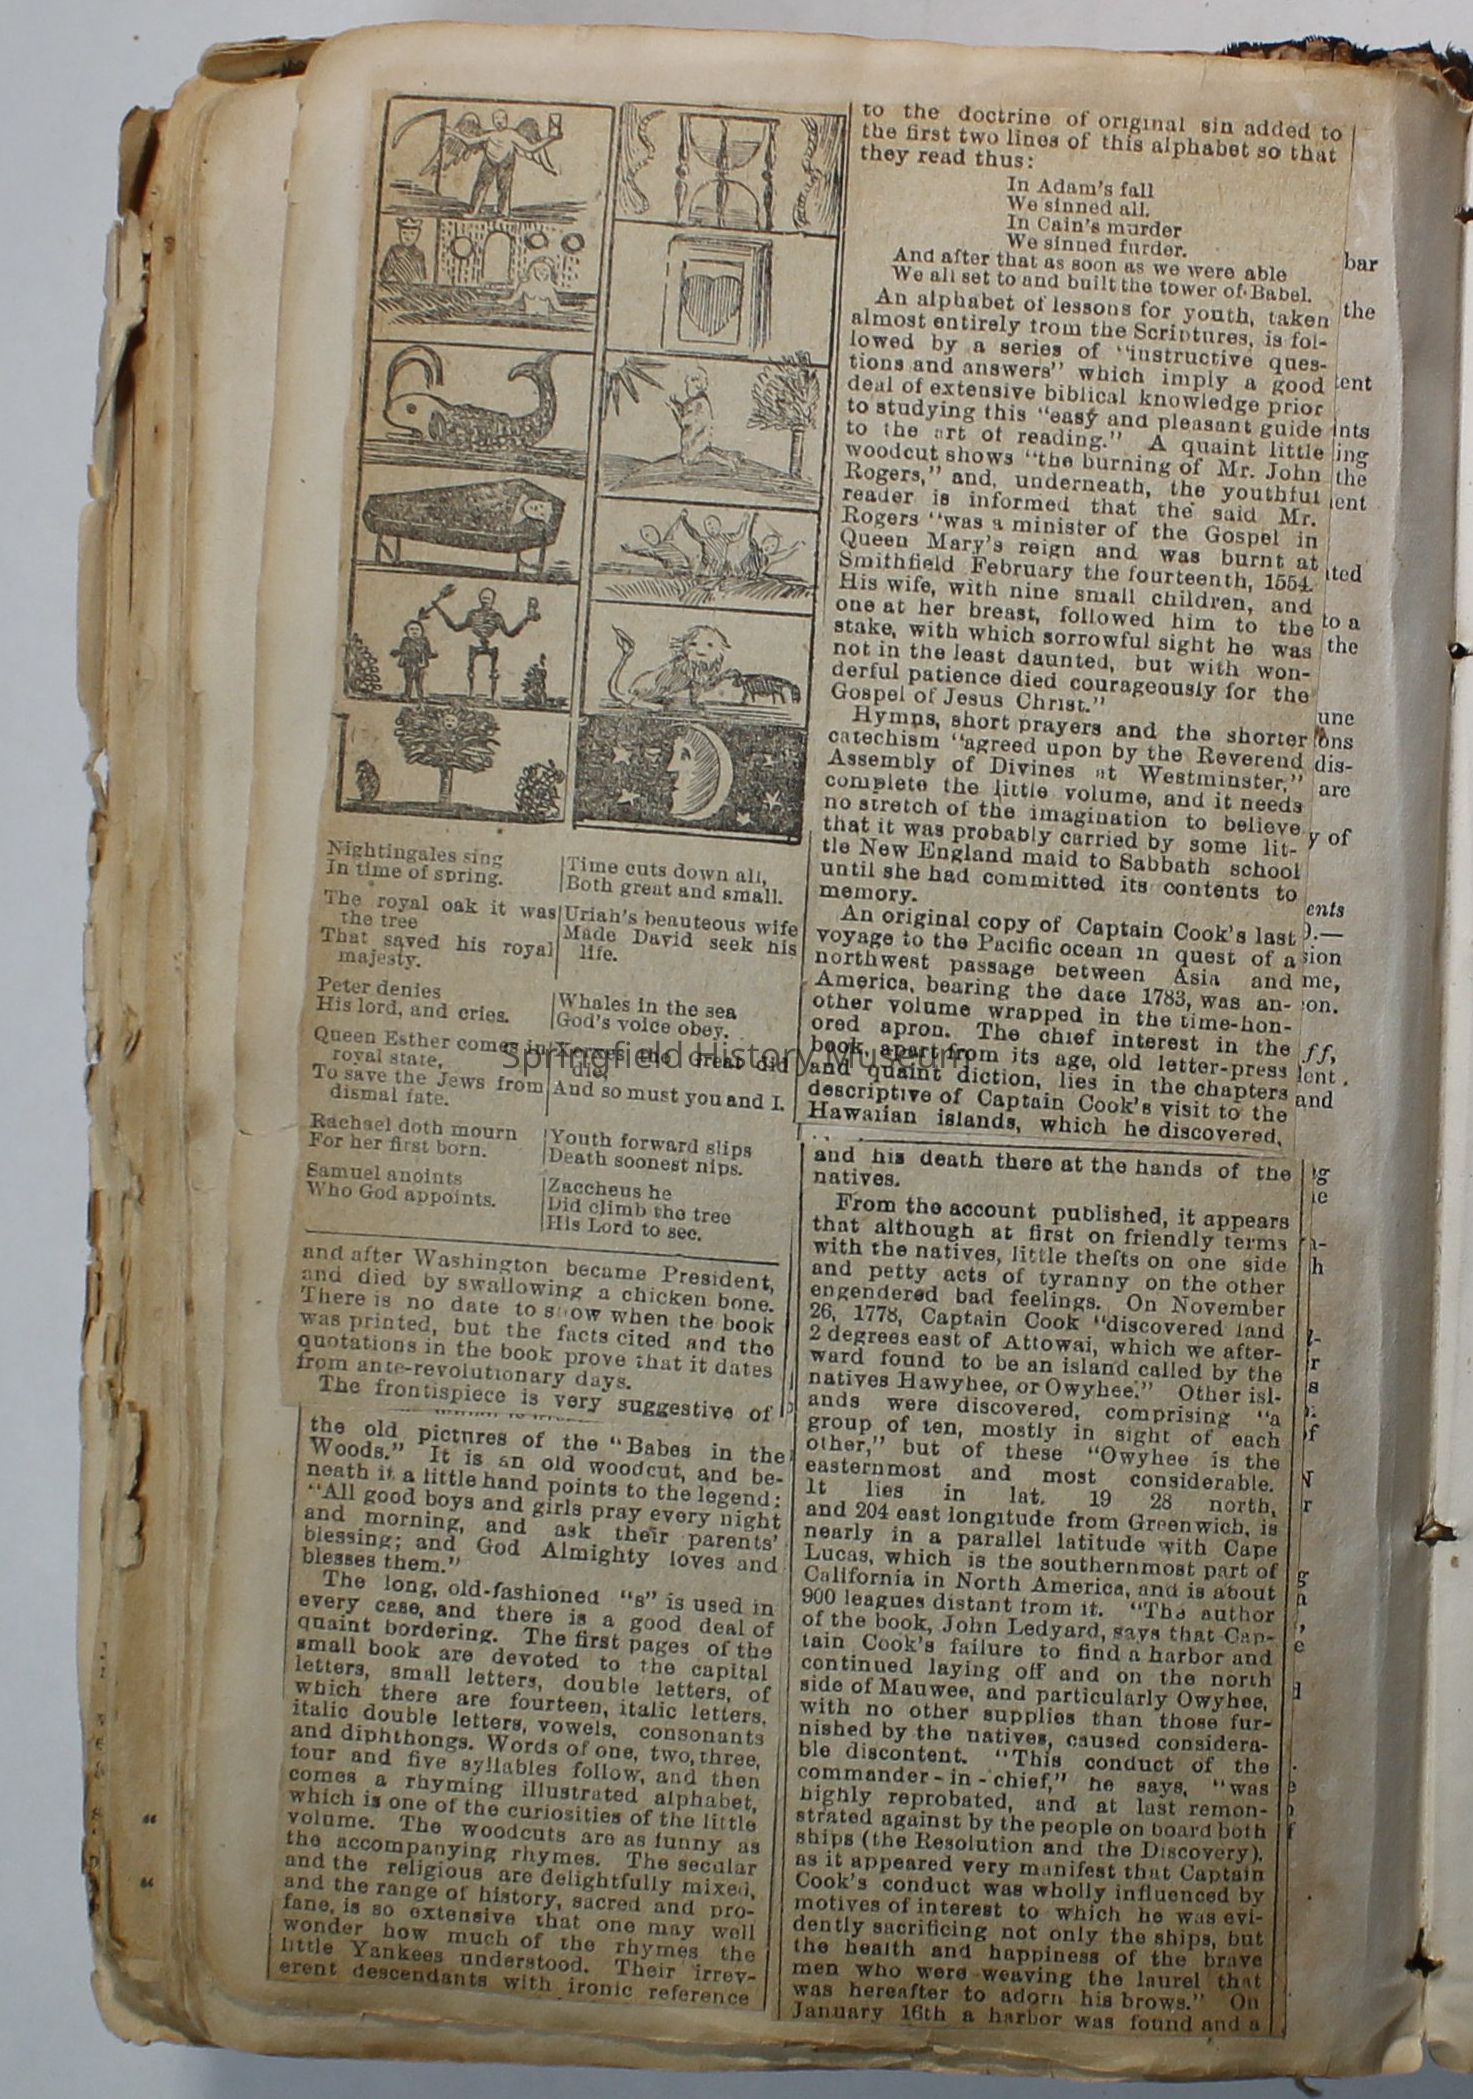 Nightingales sing
In time of spring.
The royal oak it was
the tree
That saved his royal
majesty.
Peter denies
His lord, and cries.
Queen Esther comes in
royal state,
To save the Jews from
dismal fate.
Rachael doth mourn
For her first born.
Samuel anoints
Who God appoints.
Time cuts down all,
Both great and small.
Uriah's beauteous wife
Made David seek his
life.
Whales in the sea
God's voice obey.
Xerxes the Great did
die,
And so must you and I.
Youth forward slips
Death soonest nips.
Zaccheus he
Did climb the tree
His Lord to see.
and after Washington became President,
and died by swallowing a chicken bone.
There is no date to show when the book
was printed, but the facts cited and the
quotations in the book prove that it dates
from ante-revolutionary days.
The frontispiece is very suggestive of
the old pictnres of the "Babes in the
Woods." It is an old woodcut, and be-
neath it a little hand points to the legend:
"All good boys and girls pray every night
and morning, and ask their parents'
blessing; and God Almighty loves and
blesses them."
The long, old-fashioned "s" is used in
every case, and there is a good deal of
quaint bordering. The first pages of the
small book are devoted to the capital
letters, small letters, double letters, of
which there are fourteen, italic letters,
italic double letters, vowels, consonants
and diphthongs. Words of one, two, three,
four and five syllables follow, and then
comes a rhyming illustrated alphabet,
which is one of the curiosities of the little
volume. The woodcuts are as funny as
the accompanying rhymes. The secular
and the religious are delightfully mixed,
and the range of history, sacred and pro-
fane, is so extensive that one may well
wonder how much of the rhymes the
little Yankees understood. Their irrev-
erent descendants with ironic reference
to the doctrine of original sin added to
the first two lines of this alphabet so that
they read thus:
In Adam's fall
We sinned all.
In Cain's murder
We sinned furder.
And after that as soon as we were able
We all set to and built the tower of Babel.
An alphabet of lessons for youth, taken
almost entirely from the Scriptures, is fol-
lowed by a series of "instructive ques-
tions and answers" which imply a good
deal of extensive biblical knowledge prior
to studying this "easy and pleasant guide
to the art of reading." A quaint little
woodcut shows "the burning of Mr. John
Rogers," and, underneath, the youthful
reader is informed that the said Mr.
Rogers "was a minister of the Gospel in
Queen Mary's reign and was burnt at
Smithfield February the fourteenth, 1554.
His wife, with nine small children, and
one at her breast, followed him to the
stake, with which sorrowful sight he was
not in the least daunted, but with won-
derful patience died courageously for the
Gospel of Jesus Christ."
Hymns, short prayers and the shorter
catechism "agreed upon by the Reverend
Assembly of Divines at Westminster,"
complete the little volume, and it needs
no stretch of the imagination to believe
that it was probably carried by some lit-
tle New England maid to Sabbath school
until she had committed its contents to
memory.
An original copy of Captain Cook's last
voyage to the Pacific ocean in quest of a
northwest passage between Asia and
America, bearing the date 1783, was an-
other volume wrapped in the time-hon-
ored apron. The chief interest in the
book, apart from its age, old letter-press
and quaint diction, lies in the chapters
descriptive of Captain Cook's visit to the
Hawaiian islands, which he discovered,
and his death there at the hands of the
natives.
From the account published, it appears
that although at first on friendly terms
with the natives, little thefts on one side
and petty acts of tyranny on the other
engendered bad feelings. On November
26, 1778, Captain Cook "discovered land
2 degrees east of Attowai, which we after-
ward found to be an island called by the
natives Hawyhee, or Owyhee." Other isl-
ands were discovered, comprising "a
group of ten, mostly in sight of each
other," but of these "Owyhee is the
easternmost and most considerable.
It lies in lat. 19 28 north,
and 204 east longitude from Greenwich, is
nearly in a parallel latitude with Cape
Lucas, which is the southernmost part of
California in North America, and is about
900 leagues distant from it. "The author
of the book, John Ledyard, says that Cap-
tain Cook's failure to find a harbor and
continued laying off and on the north
side of Mauwee, and particularly Owyhee,
with no other supplies than those fur-
nished by the natives, caused considera-
ble discontent. "This conduct of the
commander-in-chief," he says, "was
highly reprobated, and at last remon-
strated against by the people on board both
ships (the Resolution and the Discovery),
as it appeared very manifest that Captain
Cook's conduct was wholly influenced by
motives of interest to which he was evi-
dently sacrificing not only the ships, but
the health and happiness of the brave
men who were weaving the laurel that
was hereafter to adorn his brows." On
January 16th a harbor was found and a
bar
the
the
to a
the
are
y of
ents
me,
and
Springfield History Museum